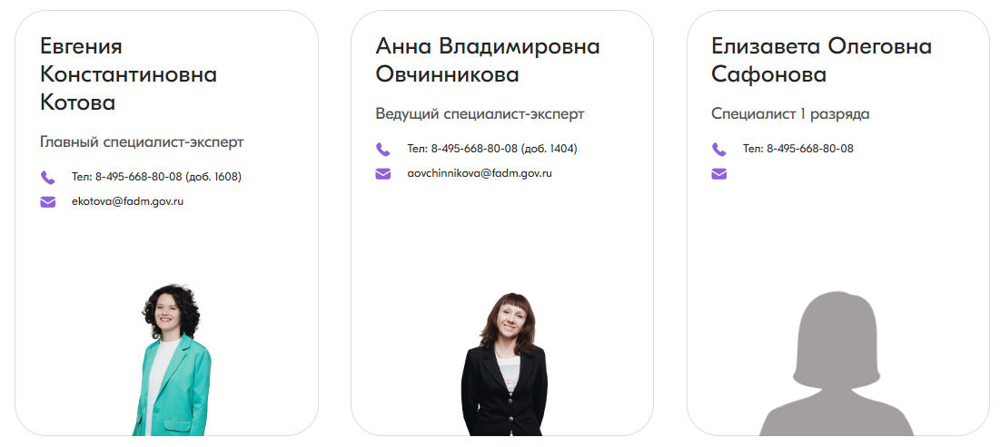 Евгения
Константиновна
Котова
Главный специалист-эксперт
Тел: 8-495-668-80-08 (доб. 1608)
ekotova@fadm.gov.ru
Анна Владимировна
Овчинникова
Ведущий специалист-эксперт
Тел: 8-495-668-80-08 (доб. 1404)
aovchinnikova@fadm.gov.ru
Елизавета Олеговна
Сафонова
Специалист 1 разряда
Тел: 8-495-668-80-08